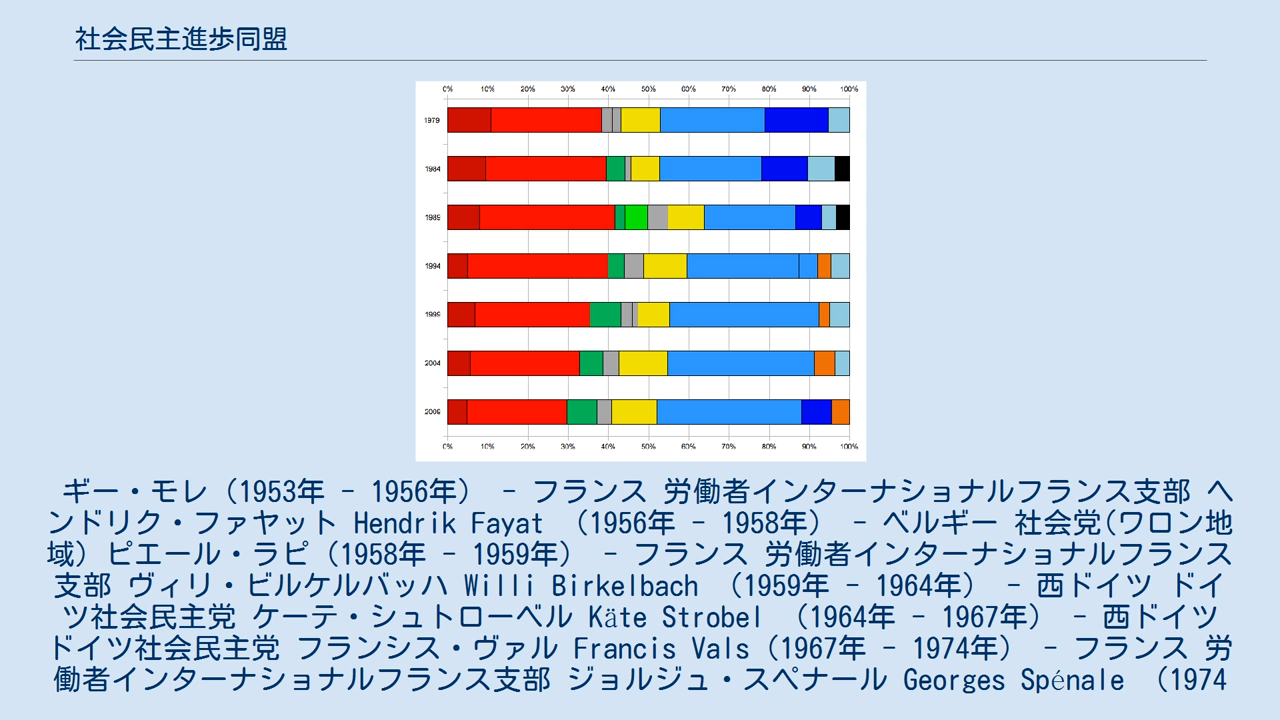 社会民主進歩同盟
0% 10% 20% 30% 40% 50% 60% 70% 80% 90% 100%
1979
1984
1989
1994
1999
2004
2009
0% 10% 20% 30% 40% 50% 60% 70% 80% 90% 100%
ギー・モレ (1953年 - 1956年) - フランス 労働者インターナショナルフランス支部 ヘ
ンドリク・ファヤット Hendrik Fayat (1956年 - 1958年) - ベルギー 社会党(ワロン地
域) ピエール・ラピ (1958年 - 1959年) - フランス 労働者インターナショナルフランス
支部 ヴィリ・ビルケルバッハ Willi Birkelbach (1959年 - 1964年) - 西ドイツ ドイ
ツ社会民主党 ケーテ・シュトローベル Käte Strobel (1964年 - 1967年) - 西ドイツ
ドイツ社会民主党 フランシス・ヴァル Francis Vals (1967年 - 1974年) - フランス 労
働者インターナショナルフランス支部 ジョルジュ・スペナール Georges Spénale (1974